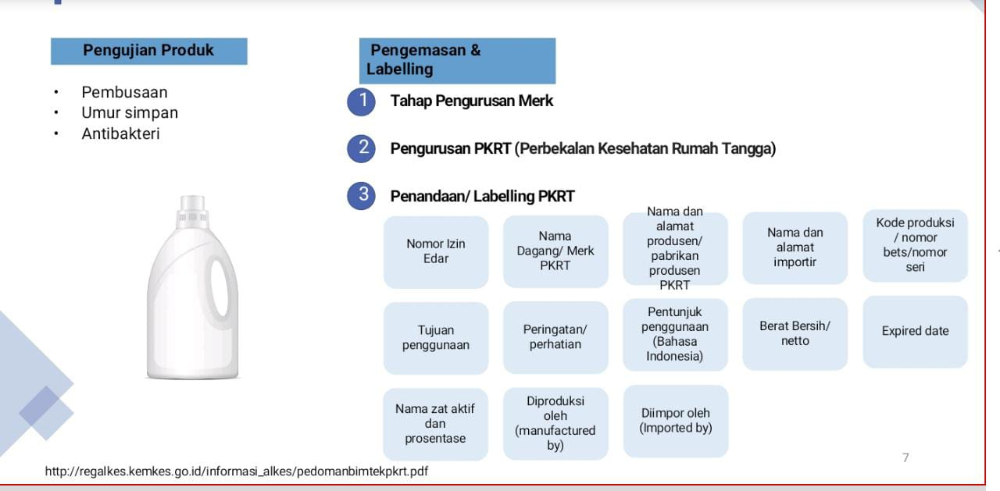 Pengujian Produk
• Pembusaan
• Umur simpan
• Antibakteri
Pengemasan &
Labelling
1 Tahap Pengurusan Merk
2 Pengurusan PKRT (Perbekalan Kesehatan Rumah Tangga)
3 Penandaan/ Labelling PKRT
Nomor Izin
Edar
Nama
Dagang/ Merk
PKRT
Nama dan
alamat
produsen/
pabrikan
produsen
PKRT
Nama dan
alamat
importir
Kode produksi
/ nomor
bets/nomor
seri
Tujuan
penggunaan
Peringatan/
perhatian
Pentunjuk
penggunaan
(Bahasa
Indonesia)
Berat Bersih/
netto
Expired date
Nama zat aktif
dan
prosentase
Diproduksi
oleh
(manufactured
by)
Diimpor oleh
(Imported by)
7
http://regalkes.kemkes.go.id/informasi_alkes/pedomanbimtekpkrt.pdf